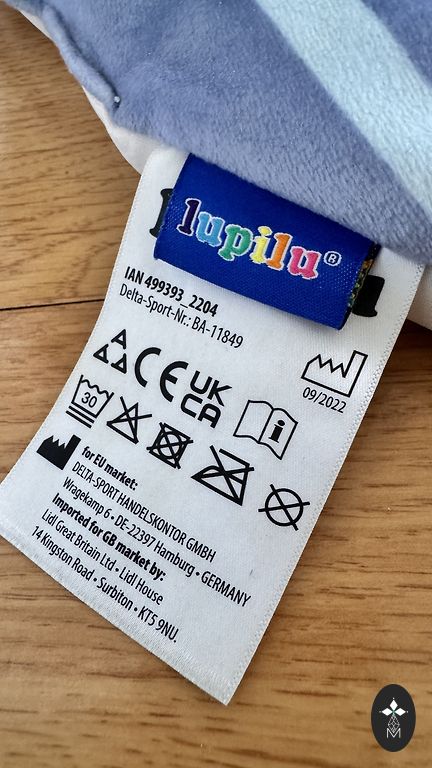 lupilu®
IAN 499393_2204
Delta-Sport-Nr.: BA-11849
CE UK
CA
09/2022
30
for EU market:
DELTA-SPORT HANDELSKONTOR GMBH
Wragekamp 6 • DE-22397 Hamburg • GERMANY
Imported for GB market by:
Lidl Great Britain Ltd • Lidl House
14 Kingston Road • Surbiton • KT5 9NU.
M